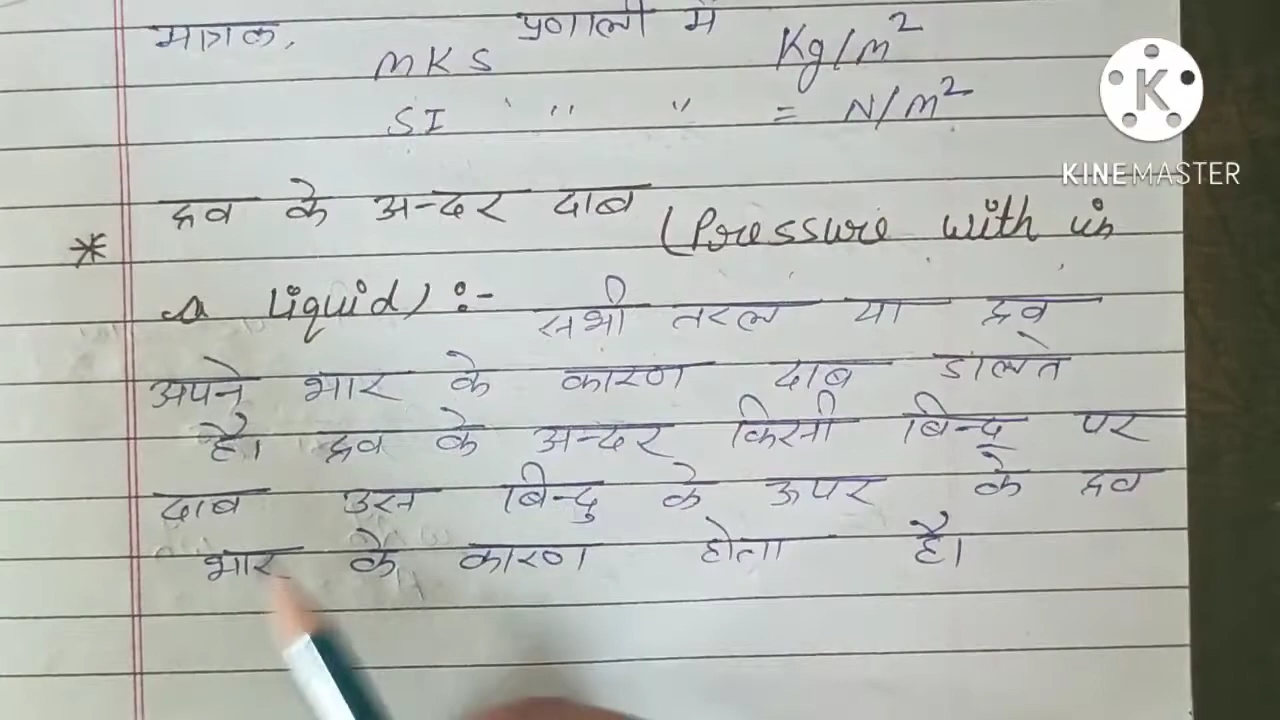 मात्रक, प्रणाली में
MKS Kg/m²
SI " " = N/m²
* द्रव के अन्दर दाब (Pressure with in
a Liquid) :- सभी तरल या द्रव
अपने भार के कारण दाब डालते
है। द्रव के अन्दर किसी बिन्दू पर
दाब उस बिन्दु के ऊपर के द्रव
भार के कारण होता है।
K
KINEMASTER